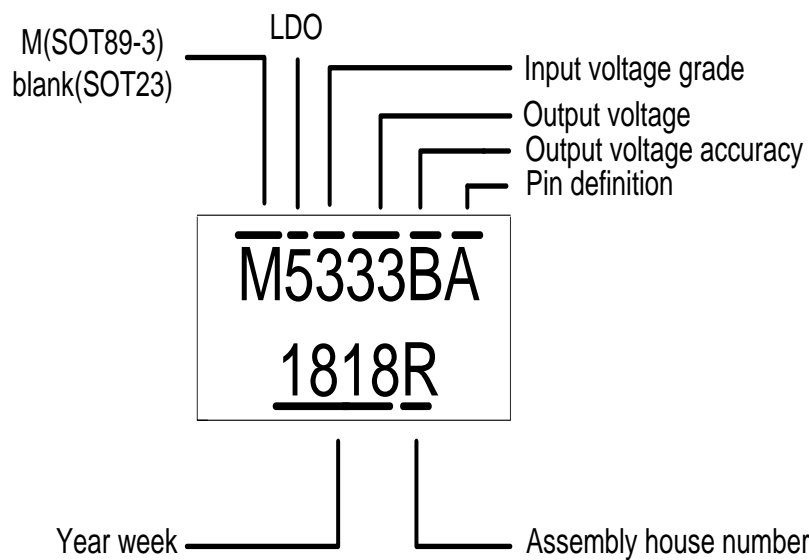 LDO
M(SOT89-3)
blank(SOT23)
Input voltage grade
Output voltage
Output voltage accuracy
Pin definition
M5333BA
1818R
Year week
Assembly house number